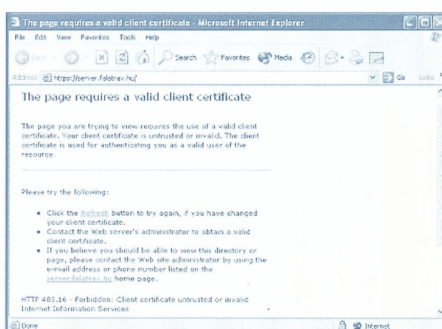 The page requires a valid client certificate - Microsoft Internet Explorer
File Edit View Favorites Tools Help
Search Favorites Media
Address https://server.falatrax.hu/ Go Links
The page requires a valid client certificate
The page you are trying to view requires the use of a valid client
certificate. Your client certificate is untrusted or invalid. The client
certificate is used for authenticating you as a valid user of the
resource.
Please try the following:
• Click the Refresh button to try again, if you have changed
your client certificate.
• Contact the Web server's administrator to obtain a valid
client certificate.
• If you believe you should be able to view this directory or
page, please contact the Web site administrator by using the
e-mail address or phone number listed on the
server.falatrax.hu home page.
HTTP 403.16 - Forbidden: Client certificate untrusted or invalid
Internet Information Services
Done Internet